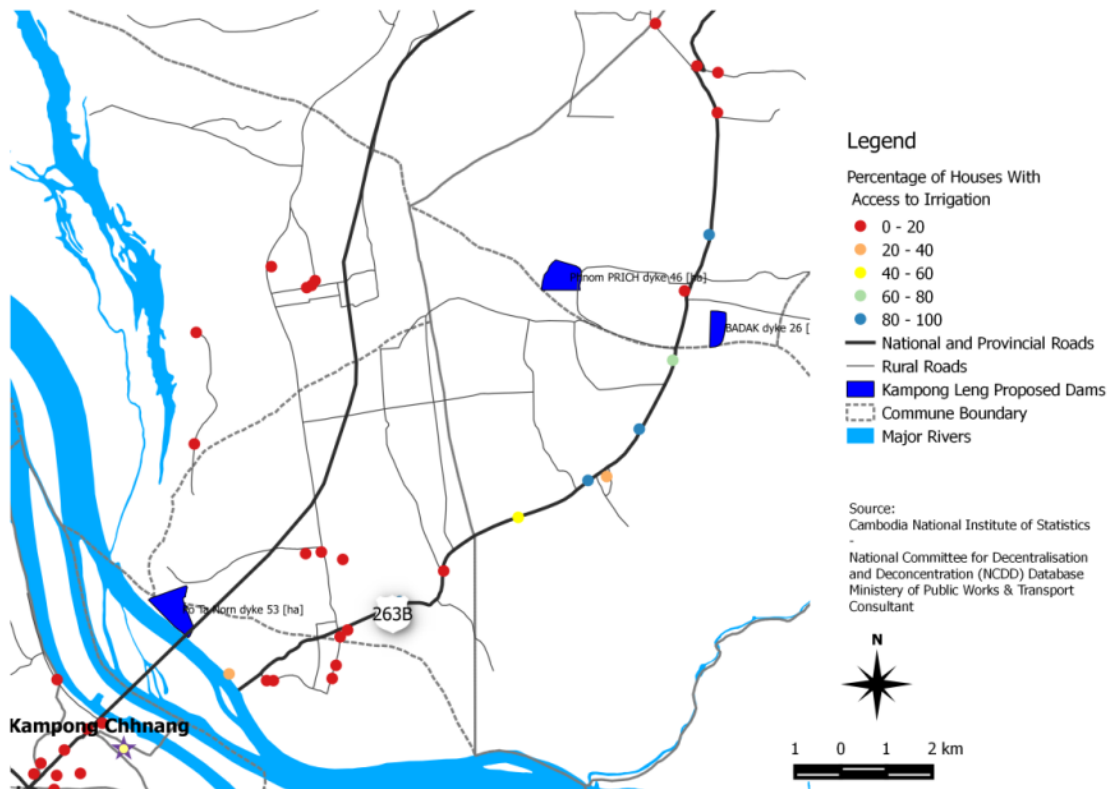 Legend
Percentage of Houses With
Access to Irrigation
0 - 20
20 - 40
40 - 60
60 - 80
80 - 100
National and Provincial Roads
Rural Roads
Kampong Leng Proposed Dams
Commune Boundary
Major Rivers
Source:
Cambodia National Institute of Statistics
-
National Committee for Decentralisation
and Deconcentration (NCDD) Database
Ministry of Public Works & Transport
Consultant
N
1 0 1 2 km
PRICH dyke 46 [ha]
BADAK dyke 26 [
Ta Norn dyke 53 [ha]
263B
Kampong Chhnang